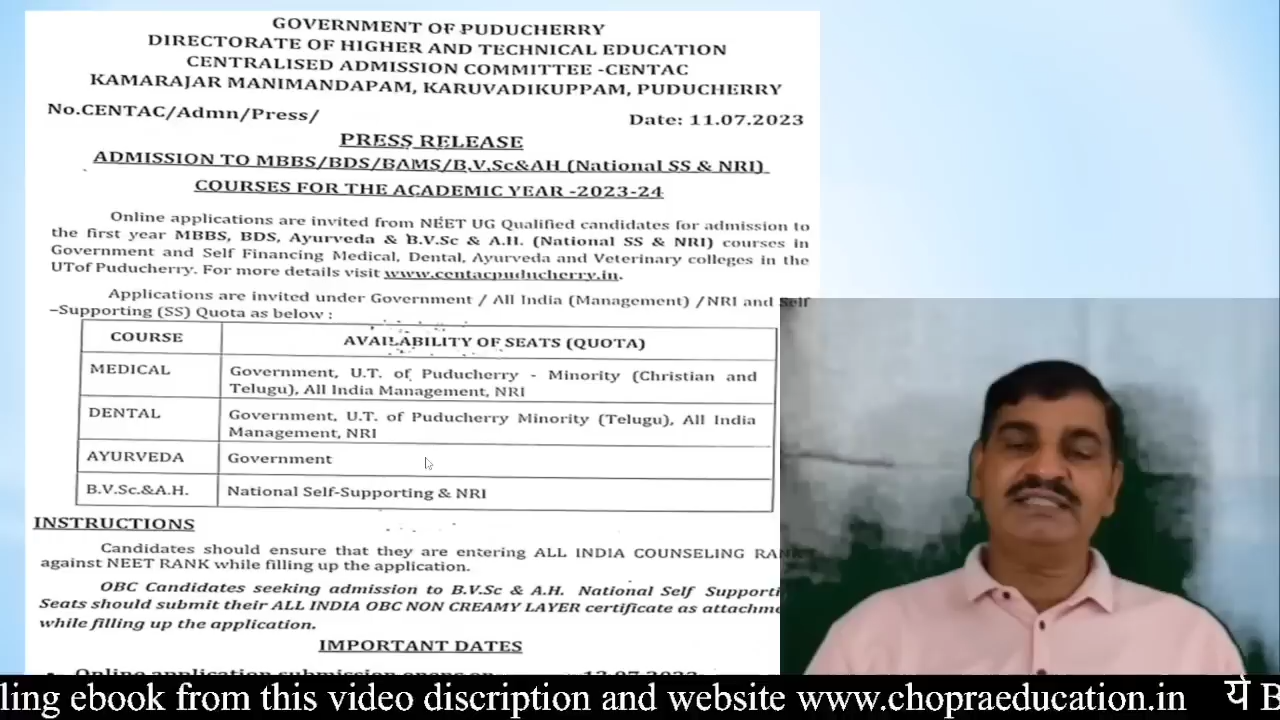 GOVERNMENT OF PUDUCHERRY
DIRECTORATE OF HIGHER AND TECHNICAL EDUCATION
CENTRALISED ADMISSION COMMITTEE -CENTAC
KAMARAJAR MANIMANDAPAM, KARUVADIKUPPAM, PUDUCHERRY
No.CENTAC/Admn/Press/ Date: 11.07.2023
PRESS RELEASE
ADMISSION TO MBBS/BDS/BAMS/B.V.Sc&AH (National SS & NRI)
COURSES FOR THE ACADEMIC YEAR -2023-24
Online applications are invited from NEET UG Qualified candidates for admission to
the first year MBBS, BDS, Ayurveda & B.V.Sc & A.H. (National SS & NRI) courses in
Government and Self Financing Medical, Dental, Ayurveda and Veterinary colleges in the
UTof Puducherry. For more details visit www.centacpuducherry.in.
Applications are invited under Government / All India (Management) /NRI and Self
–Supporting (SS) Quota as below :
COURSE AVAILABILITY OF SEATS (QUOTA)
MEDICAL Government, U.T. of Puducherry - Minority (Christian and
Telugu), All India Management, NRI
DENTAL Government, U.T. of Puducherry Minority (Telugu), All India
Management, NRI
AYURVEDA Government
B.V.Sc.&A.H. National Self-Supporting & NRI
INSTRUCTIONS
Candidates should ensure that they are entering ALL INDIA COUNSELING RANK
against NEET RANK while filling up the application.
OBC Candidates seeking admission to B.V.Sc & A.H. National Self Supporti
Seats should submit their ALL INDIA OBC NON CREAMY LAYER certificate as attachme
while filling up the application.
IMPORTANT DATES
Online application submission opens on 12.07.2023
ling ebook from this video discription and website www.chopraeducation.in ये B